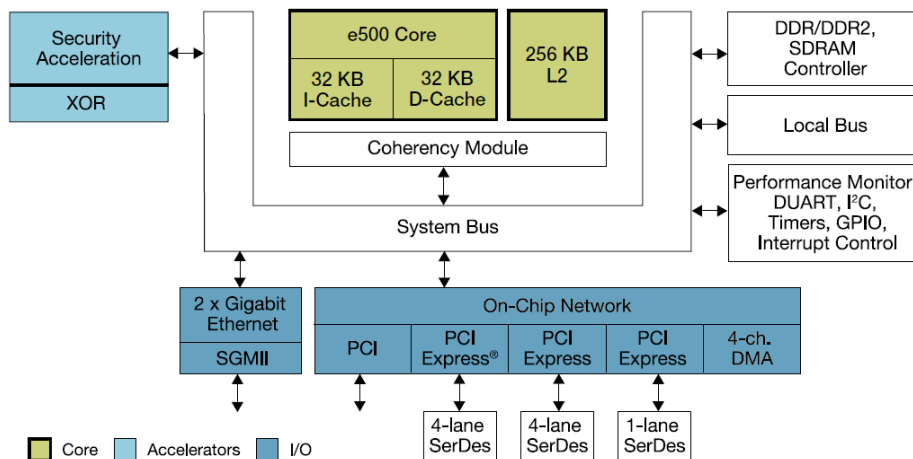 Security
Acceleration
XOR
e500 Core
32 KB
I-Cache
32 KB
D-Cache
256 KB
L2
Coherency Module
System Bus
DDR/DDR2,
SDRAM
Controller
Local Bus
Performance Monitor
DUART, I²C
Timers, GPIO,
Interrupt Control
2 x Gigabit
Ethernet
SGMII
On-Chip Network
PCI
PCI
Express®
PCI
Express
PCI
Express
4-ch.
DMA
4-lane
SerDes
4-lane
SerDes
1-lane
SerDes
Core
Accelerators
I/O